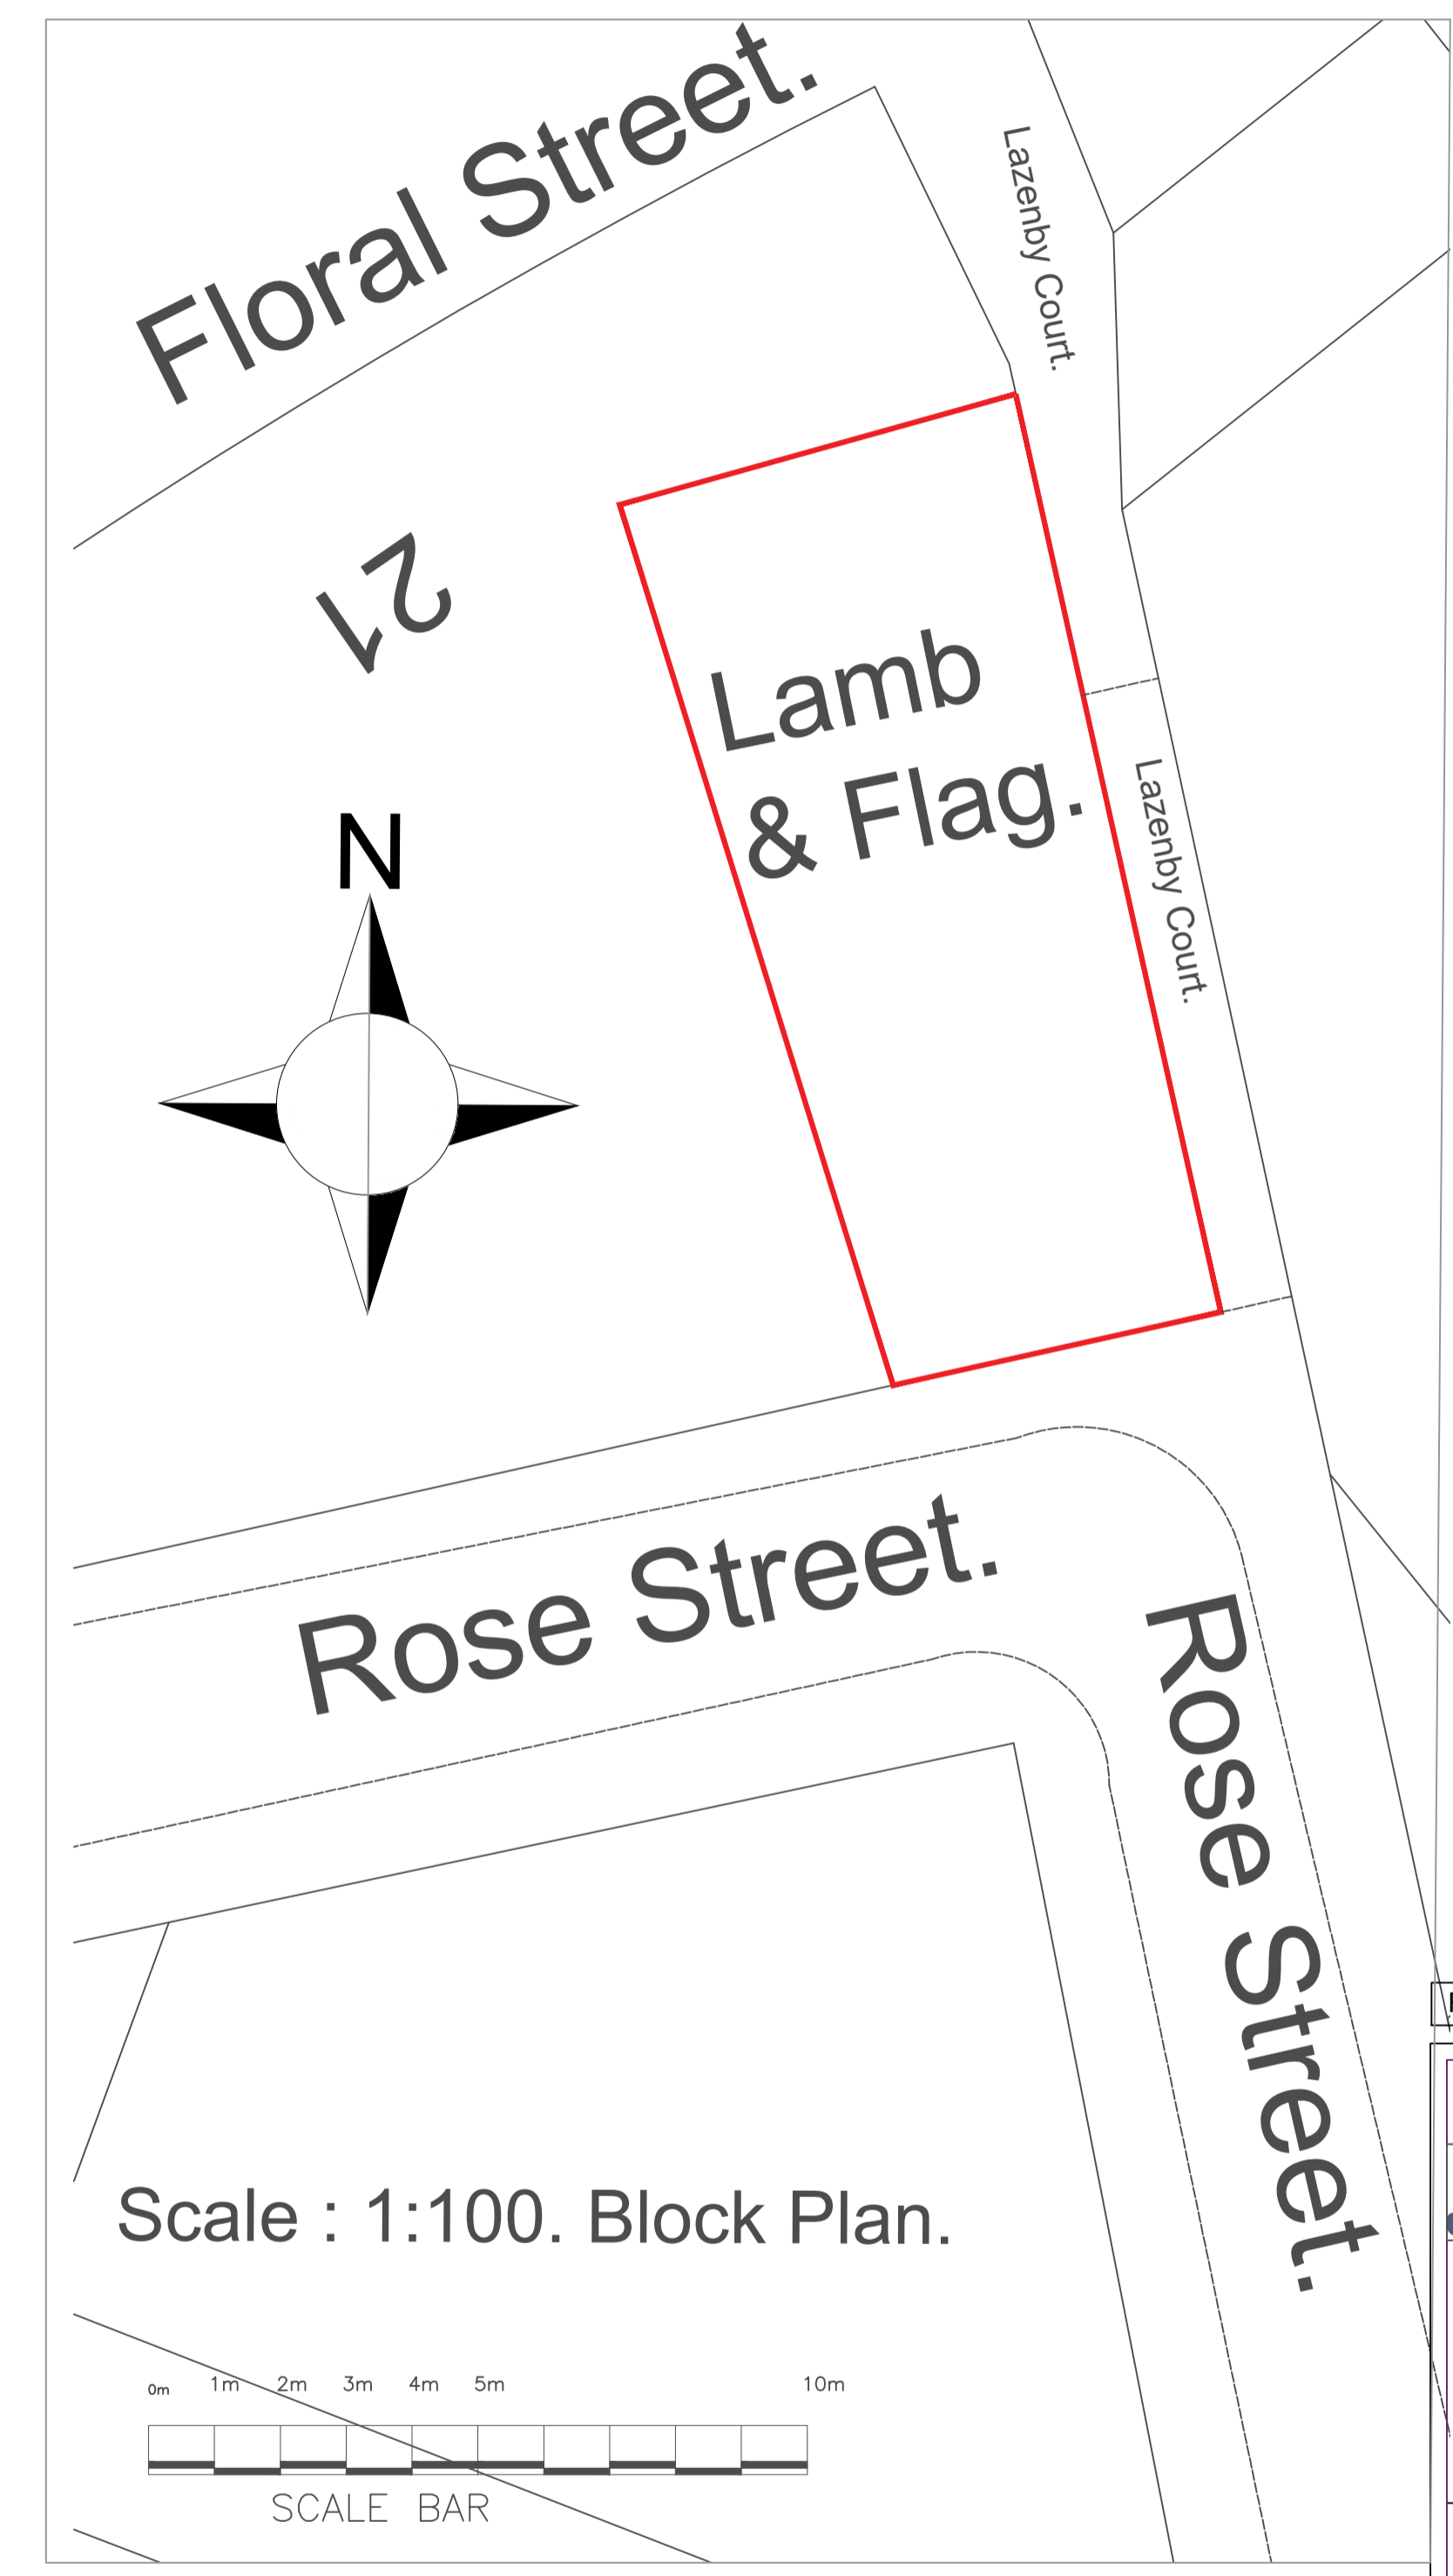 Floral Street.
Lazenby Court.
21
Lamb
& Flag.
N
Lazenby Court.
Rose Street.
Rose Street.
Scale : 1:100. Block Plan.
0m 1m 2m 3m 4m 5m 10m
SCALE BAR